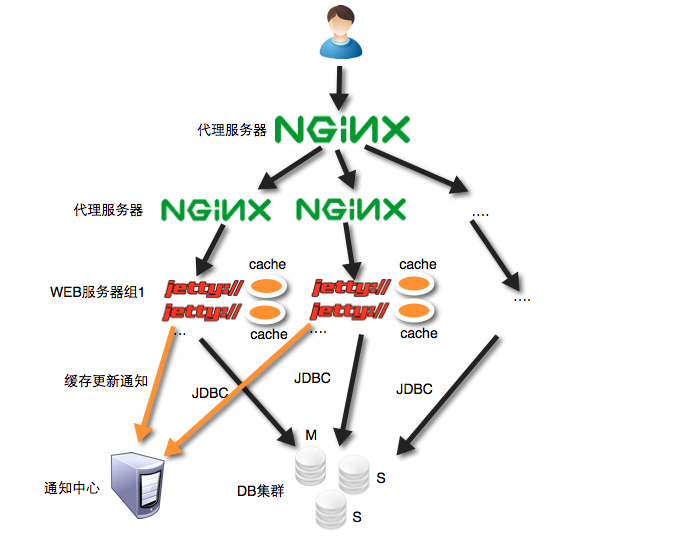 代理服务器 NGiNX
代理服务器 NGiNX NGiNX ....
cache cache
WEB服务器组1 jetty:// jetty:// ....
jetty:// jetty://
... cache .... cache
缓存更新通知 JDBC JDBC JDBC
M
通知中心 DB集群 S
S